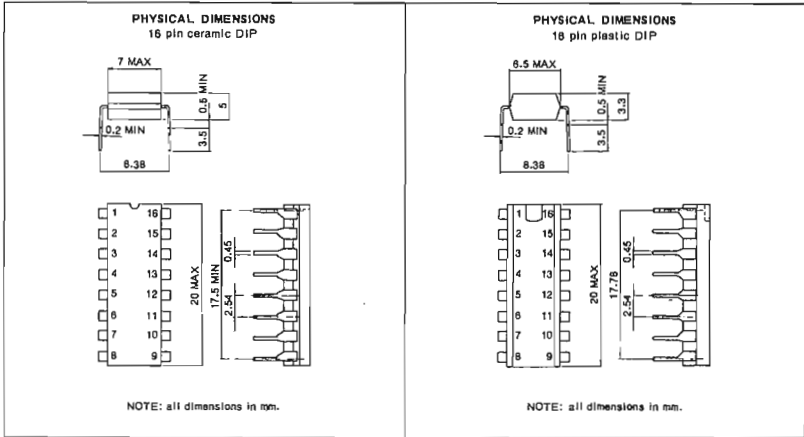 PHYSICAL DIMENSIONS
16 pin ceramic DIP
7 MAX
0.5 MIN
5
0.2 MIN
3.5
8.38
1 16
2 15
3 14
4 13
5 12
6 11
7 10
8 9
20 MAX
17.5 MIN
0.45
2.54
NOTE: all dimensions in mm.
PHYSICAL DIMENSIONS
16 pin plastic DIP
6.5 MAX
0.5 MIN
3.3
0.2 MIN
3.5
8.38
1 16
2 15
3 14
4 13
5 12
6 11
7 10
8 9
20 MAX
17.78
0.45
2.54
NOTE: all dimensions in mm.